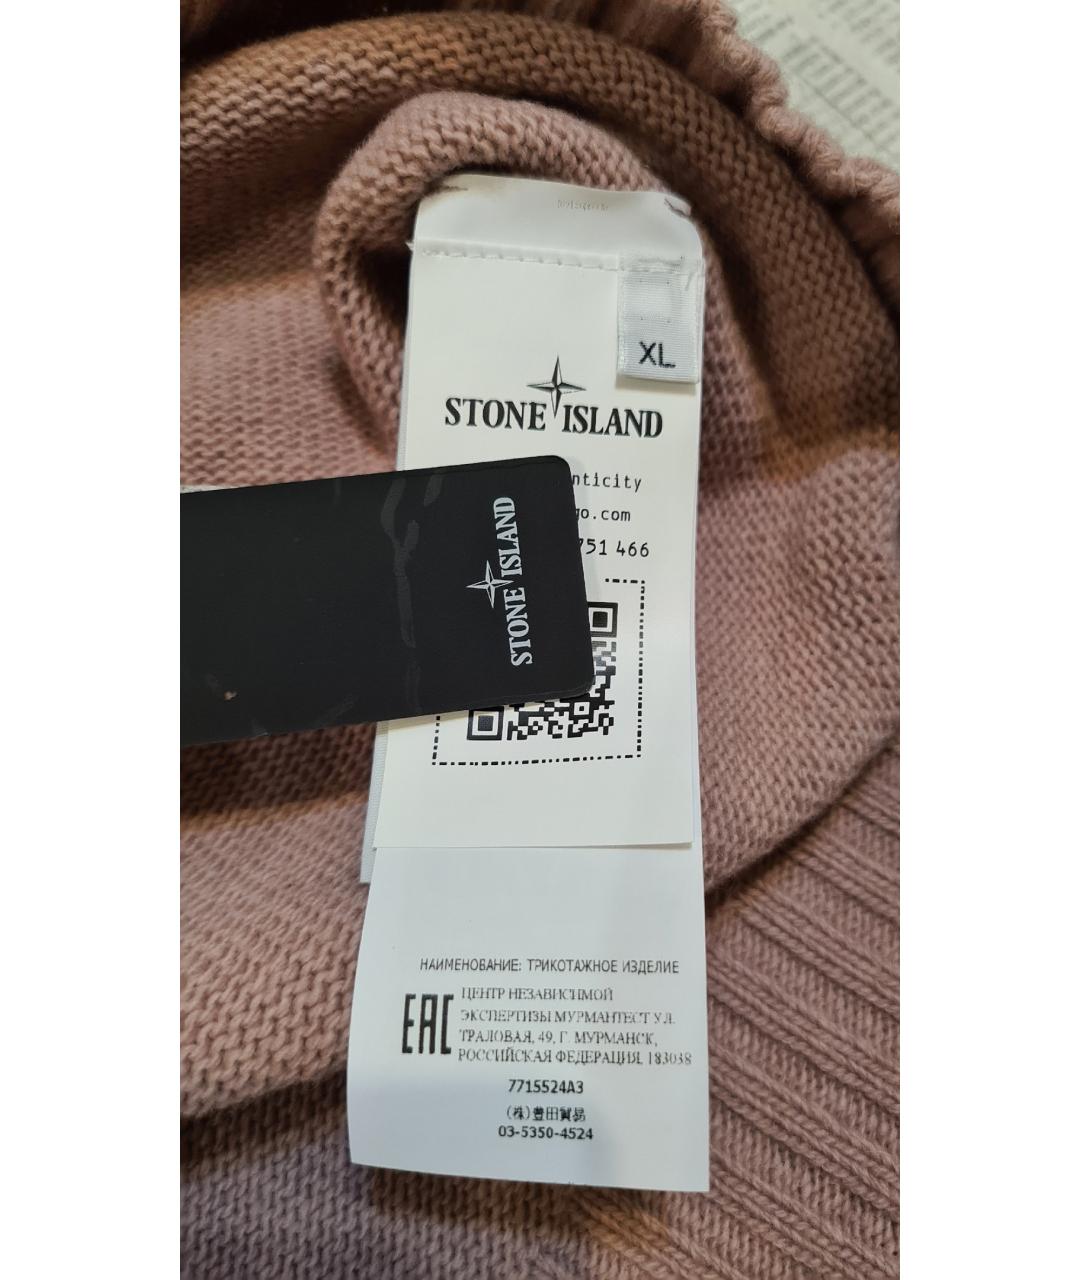 XL
STONE ISLAND
nticity
go.com
751 466
STONE ISLAND
НАИМЕНОВАНИЕ: ТРИКОТАЖНОЕ ИЗДЕЛИЕ
EAC
ЦЕНТР НЕЗАВИСИМОЙ
ЭКСПЕРТИЗЫ МУРМАНТЕСТ УЛ.
ТРАЛОВАЯ, 49, Г. МУРМАНСК,
РОССИЙСКАЯ ФЕДЕРАЦИЯ, 183038
7715524A3
(株)豊田貿易
03-5350-4524